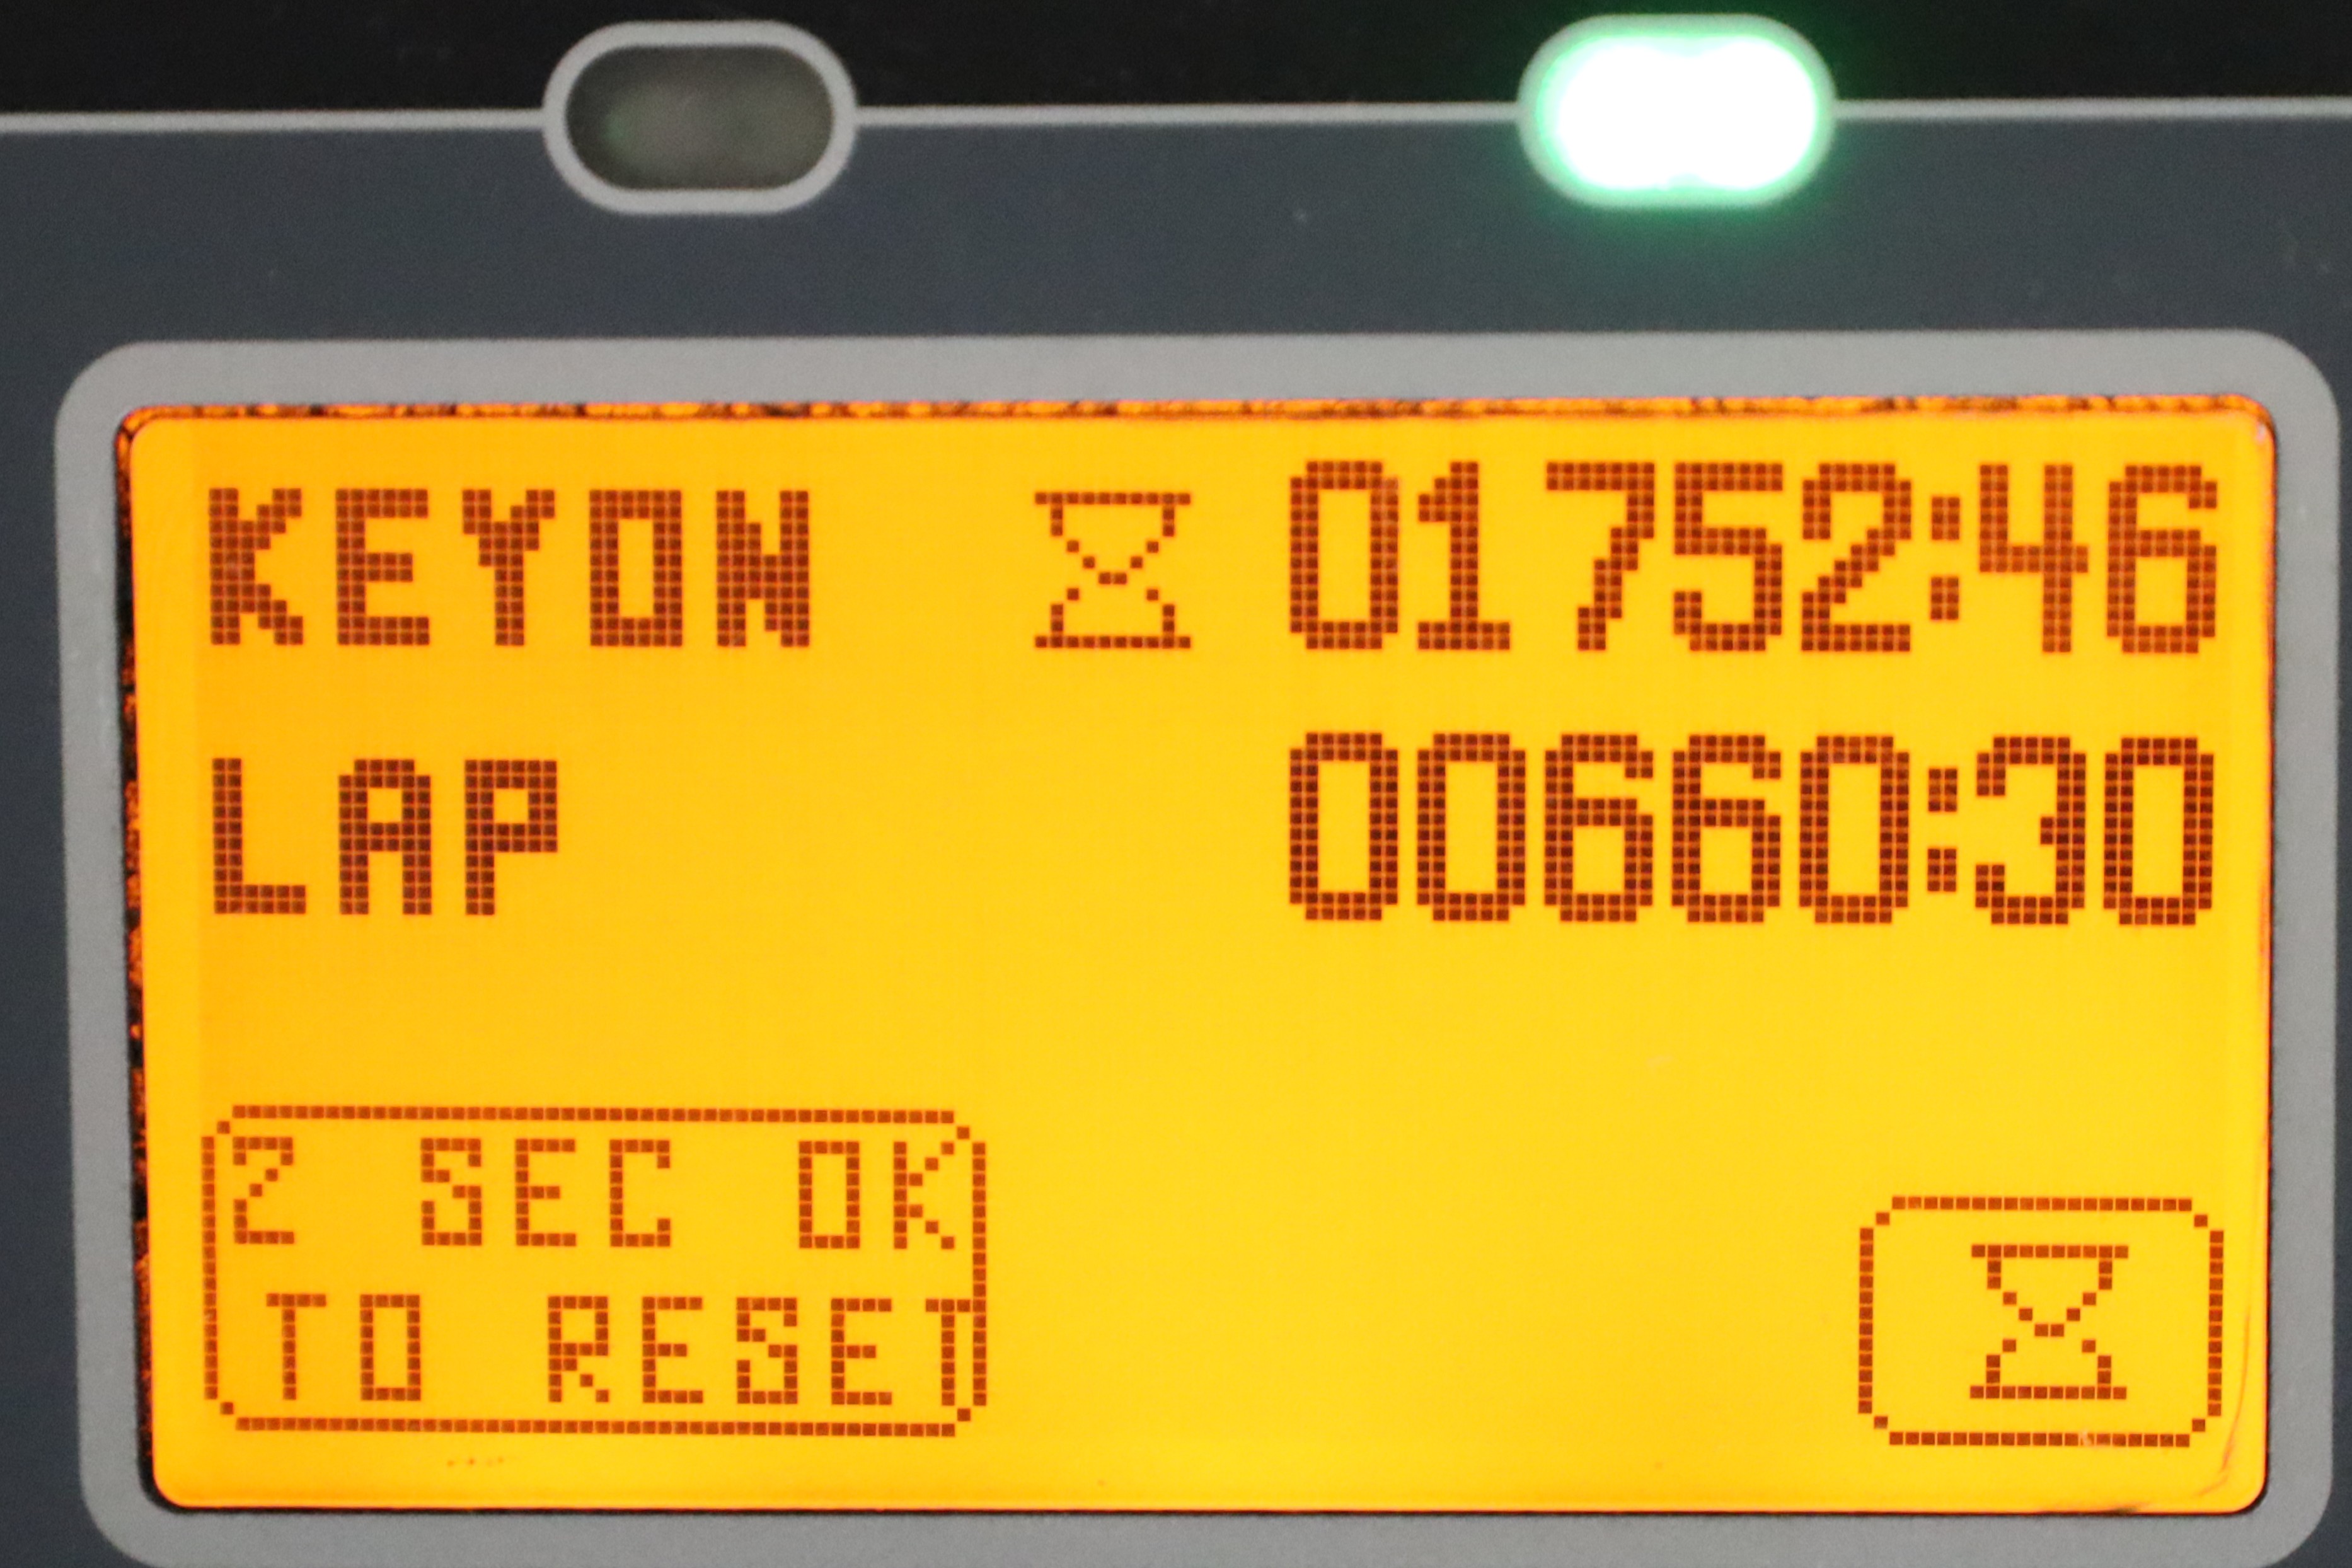 KEYON 01752:46
LAP 00660:30
2 SEC OK
TO RESET